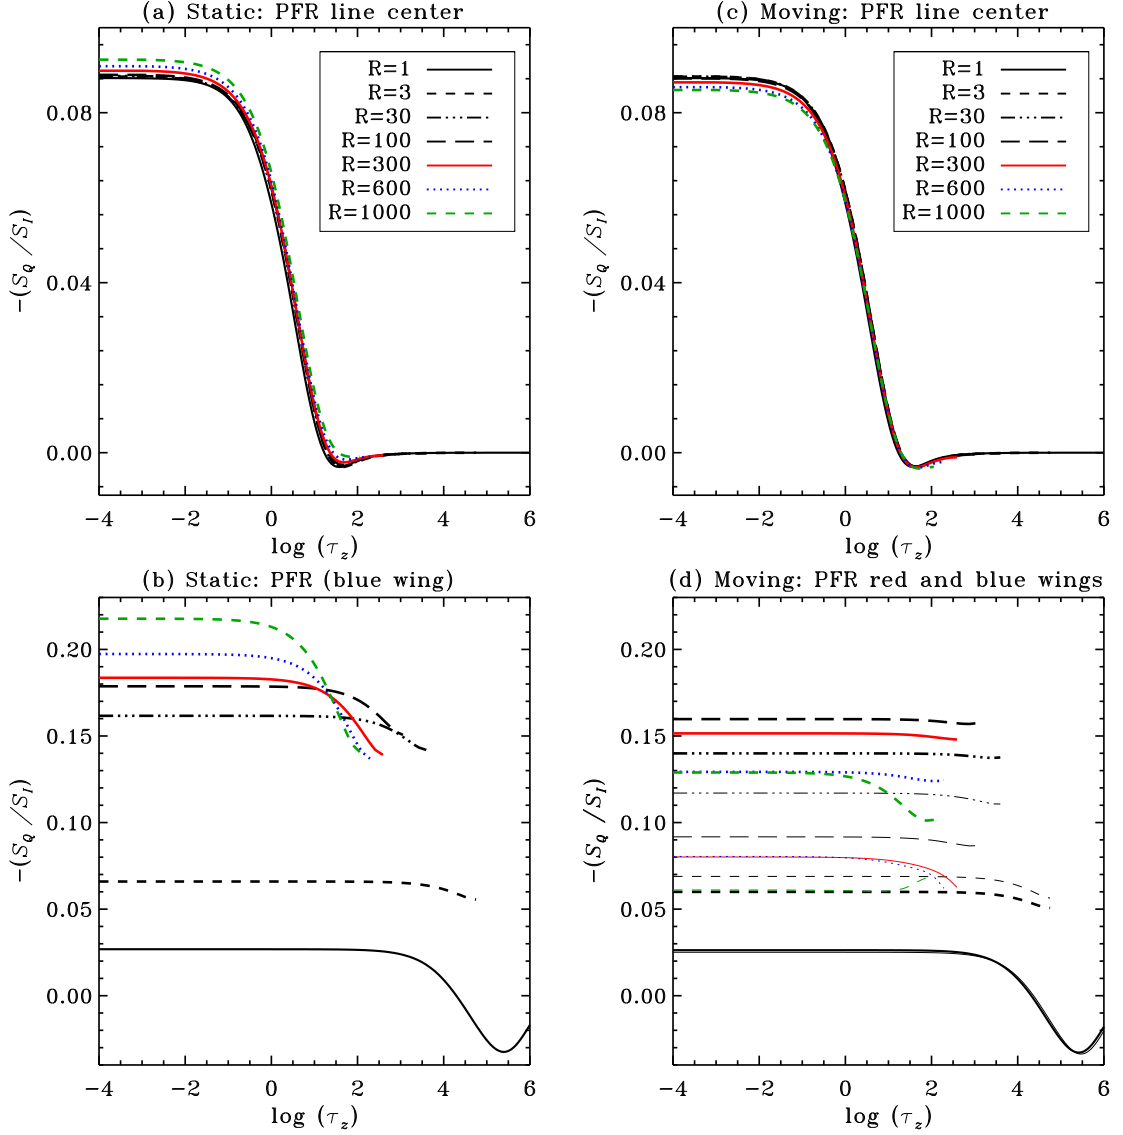 (a) Static: PFR line center
R=1
R=3
R=30
R=100
R=300
R=600
R=1000
0.08
0.04
0.00
−(S_Q /S_I)
−4 −2 0 2 4 6
log (τ_z)
(c) Moving: PFR line center
R=1
R=3
R=30
R=100
R=300
R=600
R=1000
0.08
0.04
0.00
−(S_Q /S_I)
−4 −2 0 2 4 6
log (τ_z)
(b) Static: PFR (blue wing)
0.20
0.15
0.10
0.05
0.00
−(S_Q /S_I)
−4 −2 0 2 4 6
log (τ_z)
(d) Moving: PFR red and blue wings
0.20
0.15
0.10
0.05
0.00
−(S_Q /S_I)
−4 −2 0 2 4 6
log (τ_z)